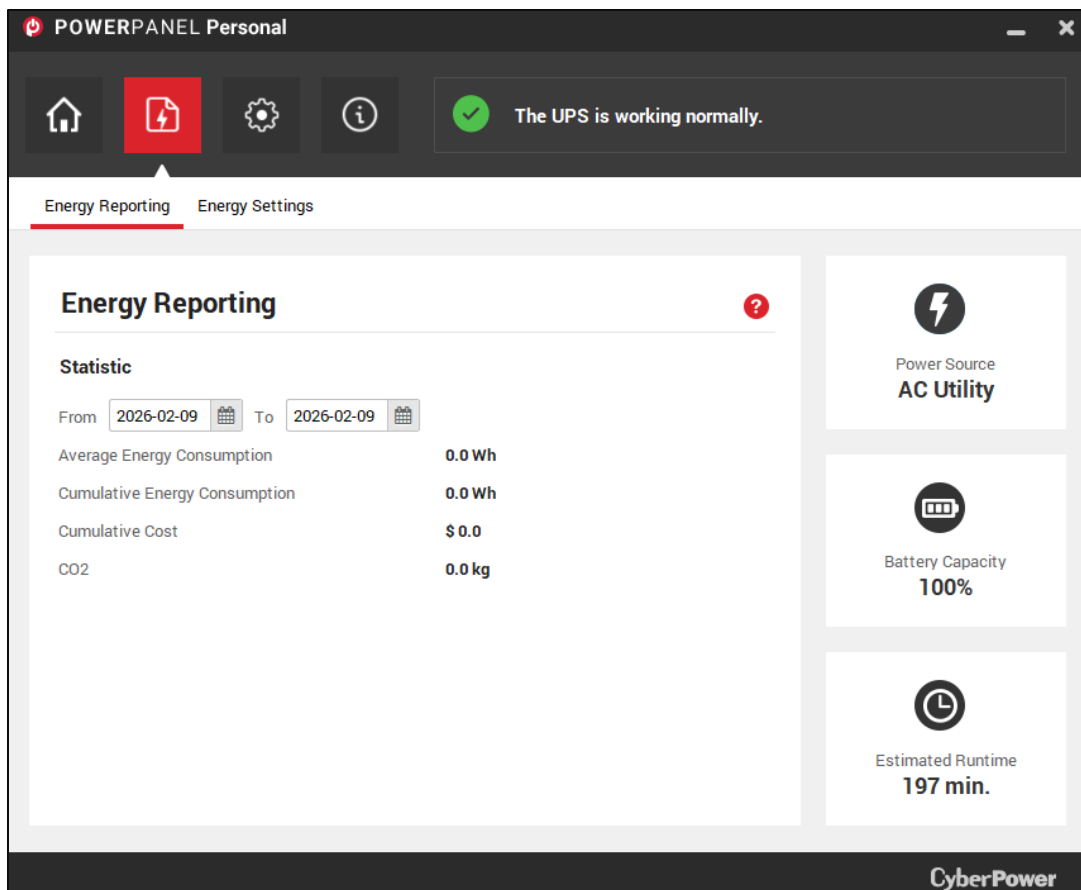 POWERPANEL Personal
The UPS is working normally.
Energy Reporting Energy Settings
Energy Reporting
?
Statistic
From 2026-02-09 To 2026-02-09
Average Energy Consumption 0.0 Wh
Cumulative Energy Consumption 0.0 Wh
Cumulative Cost $ 0.0
CO2 0.0 kg
Power Source
AC Utility
Battery Capacity
100%
Estimated Runtime
197 min.
CyberPower